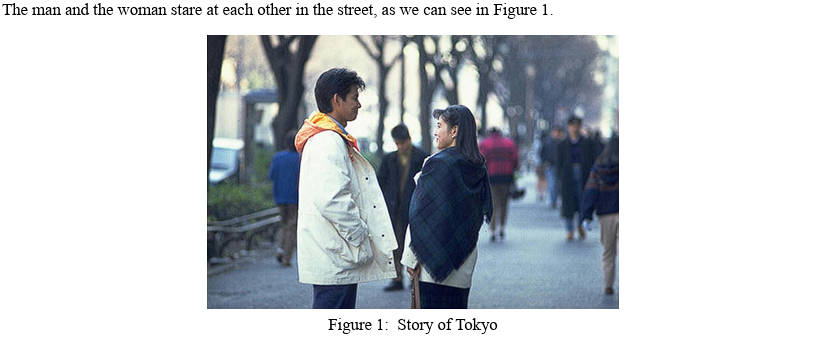 The man and the woman stare at each other in the street, as we can see in Figure 1.
Figure 1: Story of Tokyo